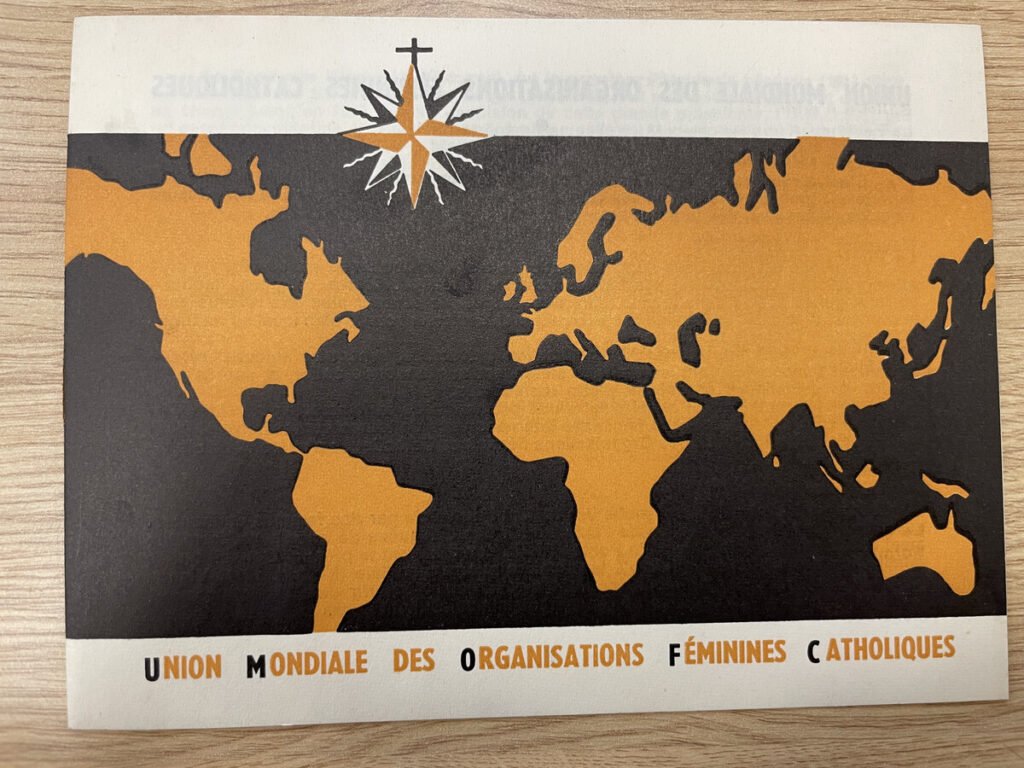 UNION MONDIALE DES ORGANISATIONS FÉMININES CATHOLIQUES